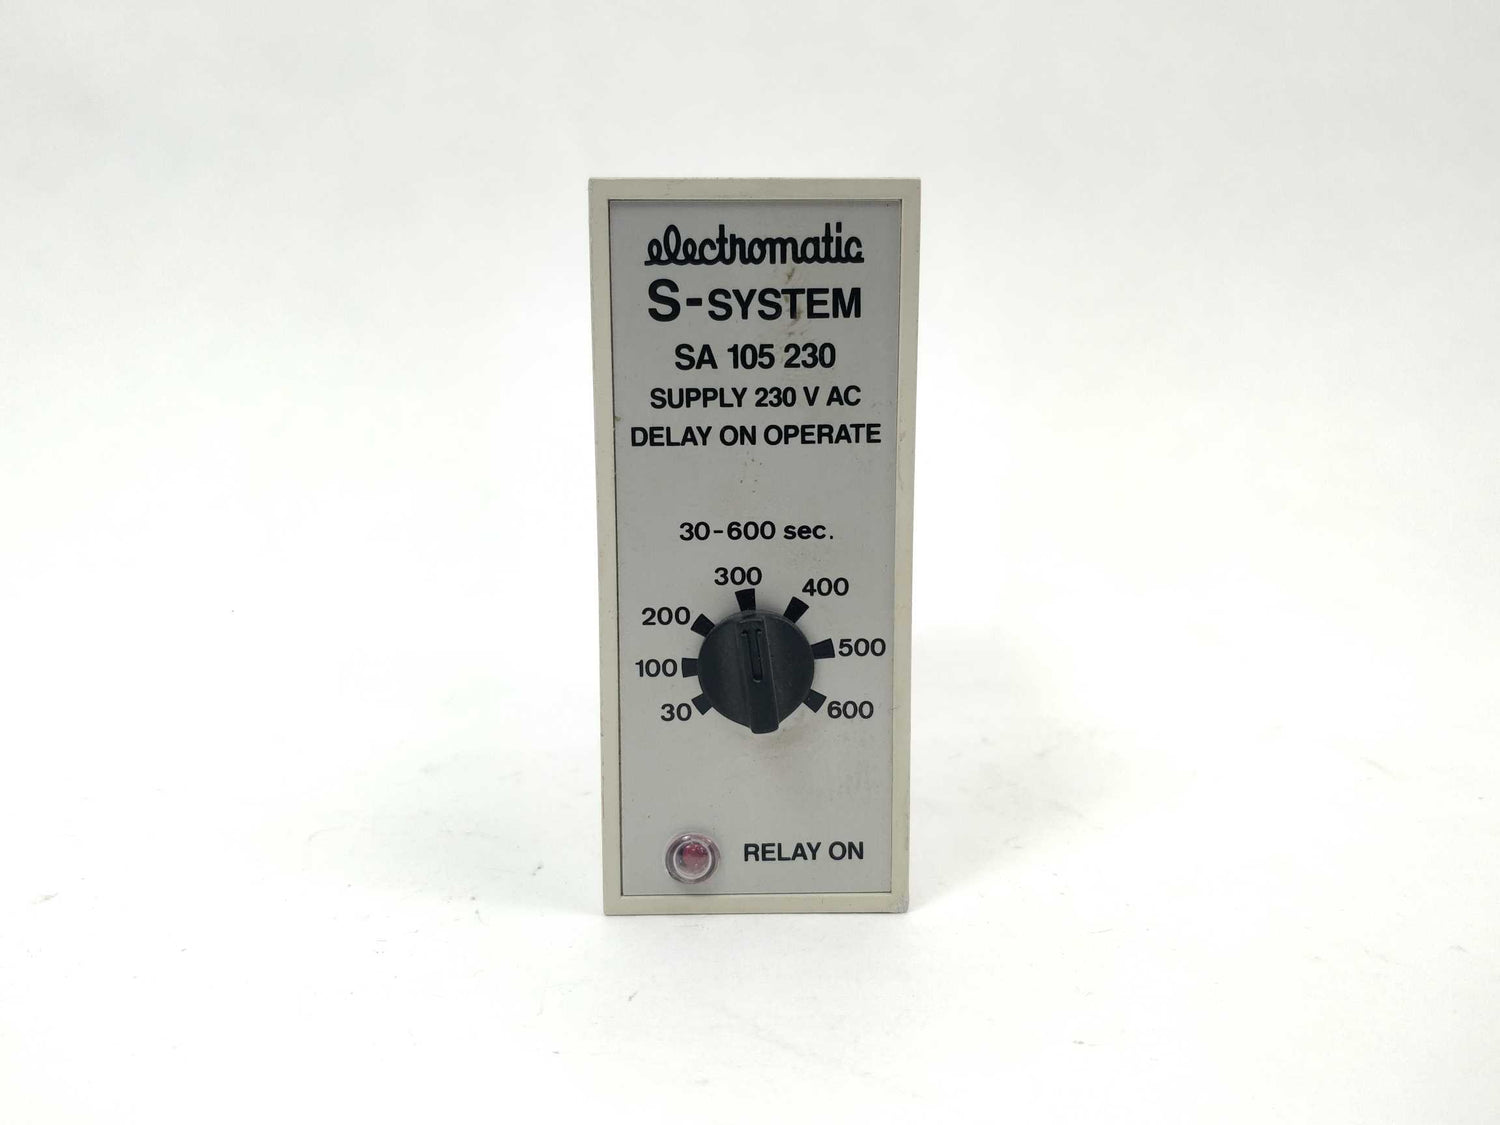 electromatic
S-SYSTEM
SA 105 230
SUPPLY 230 V AC
DELAY ON OPERATE
30-600 sec.
300
400
200
500
100
30
600
RELAY ON